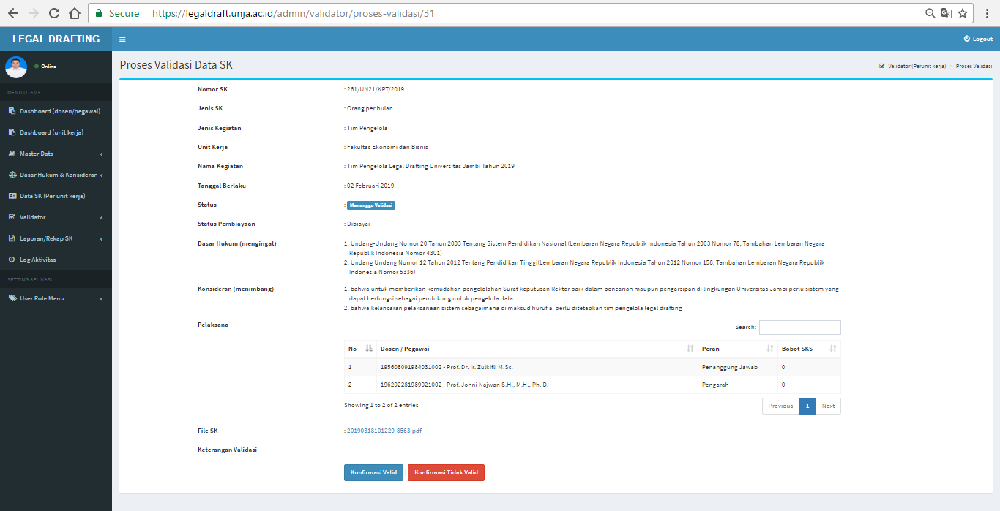 Secure | https://legaldraft.unja.ac.id/admin/validator/proses-validasi/31
LEGAL DRAFTING
Logout
Online
MENU UTAMA
Dashboard (dosen/pegawai)
Dashboard (unit kerja)
Master Data
Dasar Hukum & Konsideran
Data SK (Per unit kerja)
Validator
Laporan/Rekap SK
Log Aktivitas
SETTING APLIKASI
User Role Menu
Proses Validasi Data SK
Validator (Perunit kerja) > Proses Validasi
Nomor SK : 261/UN21/KPT/2019
Jenis SK : Orang per bulan
Jenis Kegiatan : Tim Pengelola
Unit Kerja : Fakultas Ekonomi dan Bisnis
Nama Kegiatan : Tim Pengelola Legal Drafting Universitas Jambi Tahun 2019
Tanggal Berlaku : 02 Februari 2019
Status : Menunggu Validasi
Status Pembiayaan : Dibiayai
Dasar Hukum (mengingat) 1. Undang-Undang Nomor 20 Tahun 2003 Tentang Sistem Pendidikan Nasional (Lembaran Negara Republik Indonesia Tahun 2003 Nomor 78, Tambahan Lembaran Negara
Republik Indonesia Nomor 4301)
2. Undang Undang Nomor 12 Tahun 2012 Tentang Pendidikan Tinggi(Lembaran Negara Republik Indonesia Tahun 2012 Nomor 158, Tambahan Lembaran Negara Republik
Indonesia Nomor 5336)
Konsideran (menimbang) 1. bahwa untuk memberikan kemudahan pengelolahan Surat keputusan Rektor baik dalam pencarian maupun pengarsipan di lingkungan Universitas Jambi perlu sistem yang
dapat berfungsi sebagai pendukung untuk pengelola data
2. bahwa kelancaran pelaksanaan sistem sebagaimana di maksud huruf a, perlu ditetapkan tim pengelola legal drafting
Pelaksana
Search:
No Dosen / Pegawai Peran Bobot SKS
1 195608091984031002 - Prof. Dr. Ir. Zulkifli M.Sc. Penanggung Jawab 0
2 196202281989021002 - Prof. Johni Najwan S.H., M.H., Ph. D. Pengarah 0
Showing 1 to 2 of 2 entries
Previous 1 Next
File SK : 20190318101229-8563.pdf
Keterangan Validasi -
Konfirmasi Valid | Konfirmasi Tidak Valid